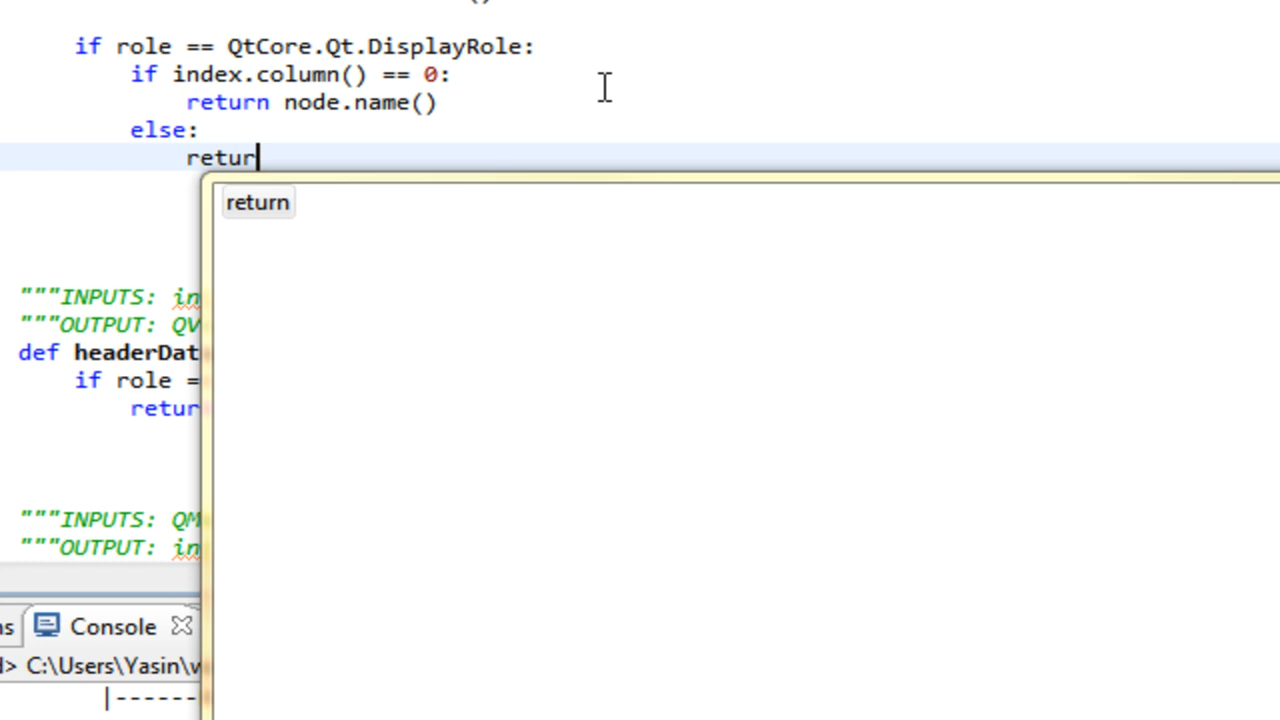 if role == QtCore.Qt.DisplayRole:
if index.column() == 0:
return node.name()
else:
retur
return
"""INPUTS: in
"""OUTPUT: QV
def headerDat
if role =
retur
"""INPUTS: QM
"""OUTPUT: in
Console
C:\Users\Yasin\w
|------